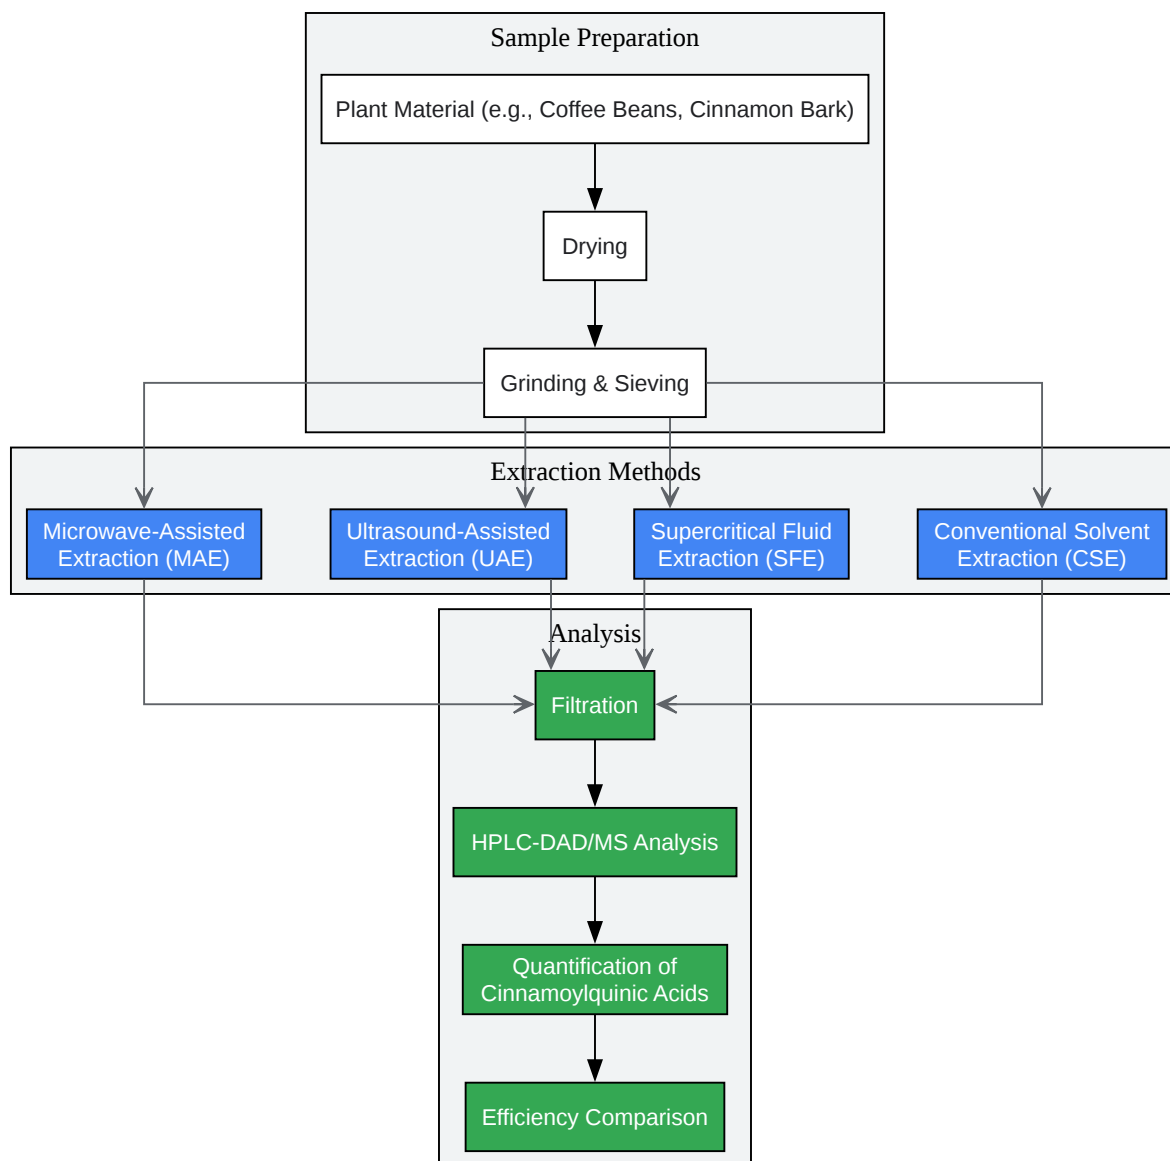 Sample Preparation
Plant Material (e.g., Coffee Beans, Cinnamon Bark)
Drying
Grinding & Sieving
Extraction Methods
Microwave-Assisted
Extraction (MAE)
Ultrasound-Assisted
Extraction (UAE)
Supercritical Fluid
Extraction (SFE)
Conventional Solvent
Extraction (CSE)
Analysis
Filtration
HPLC-DAD/MS Analysis
Quantification of
Cinnamoylquinic Acids
Efficiency Comparison